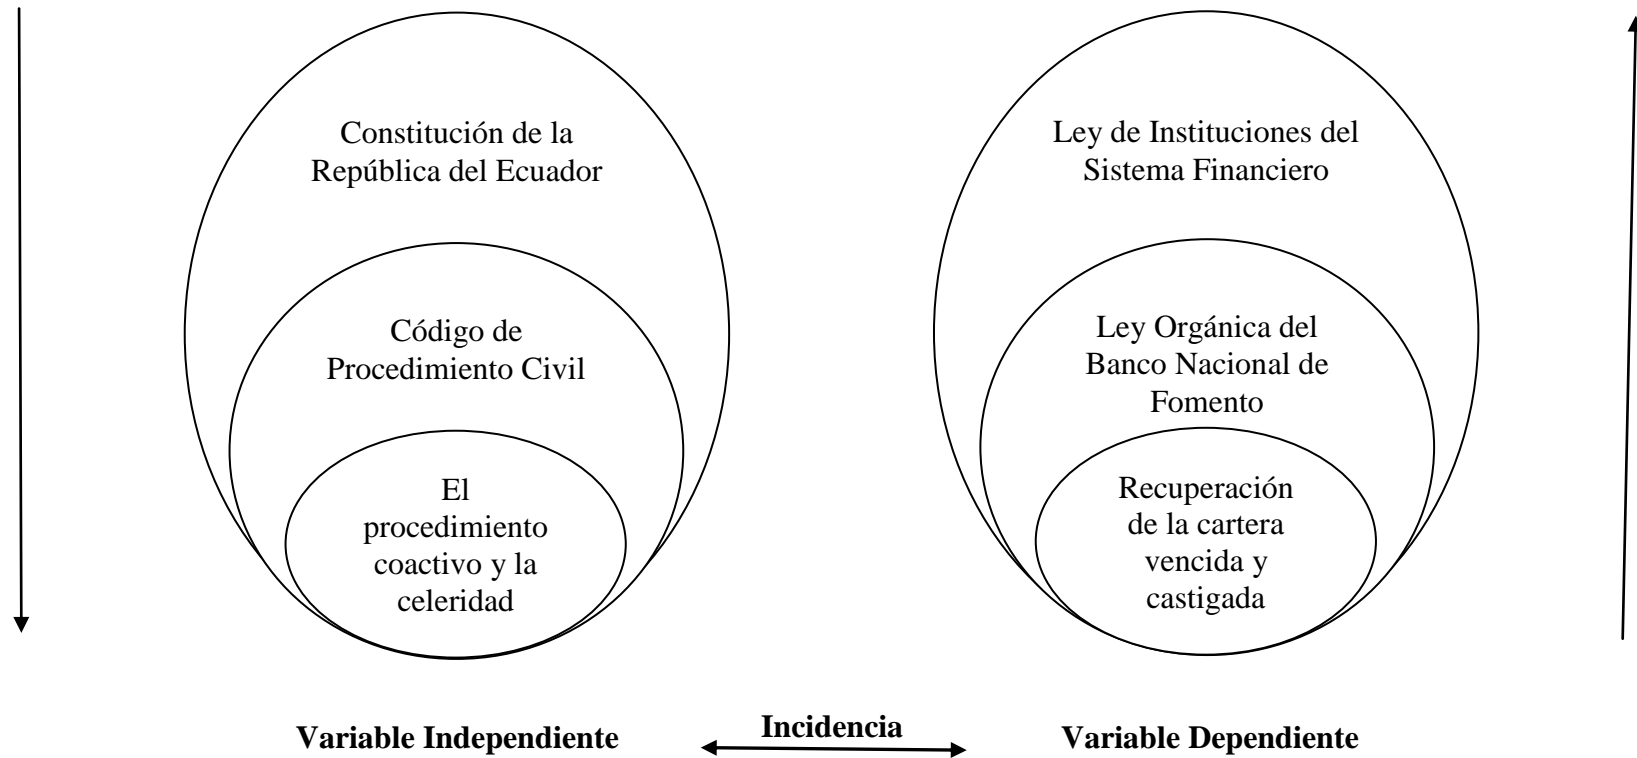 Constitución de la
República del Ecuador
Código de
Procedimiento Civil
El
procedimiento
coactivo y la
celeridad
Ley de Instituciones del
Sistema Financiero
Ley Orgánica del
Banco Nacional de
Fomento
Recuperación
de la cartera
vencida y
castigada
Variable Independiente
Incidencia
Variable Dependiente